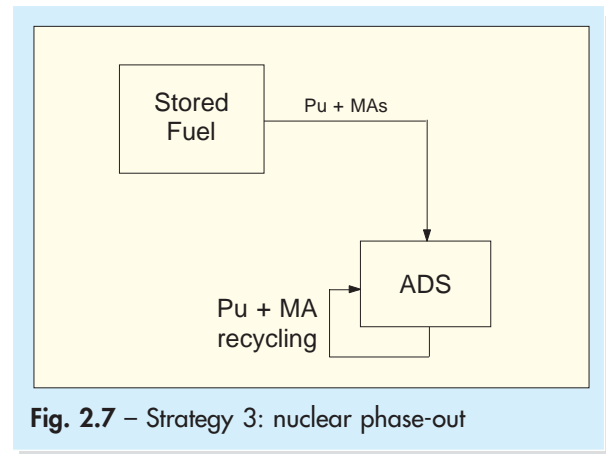 Stored
Fuel
Pu + MAs
ADS
Pu + MA
recycling
Fig. 2.7 – Strategy 3: nuclear phase-out